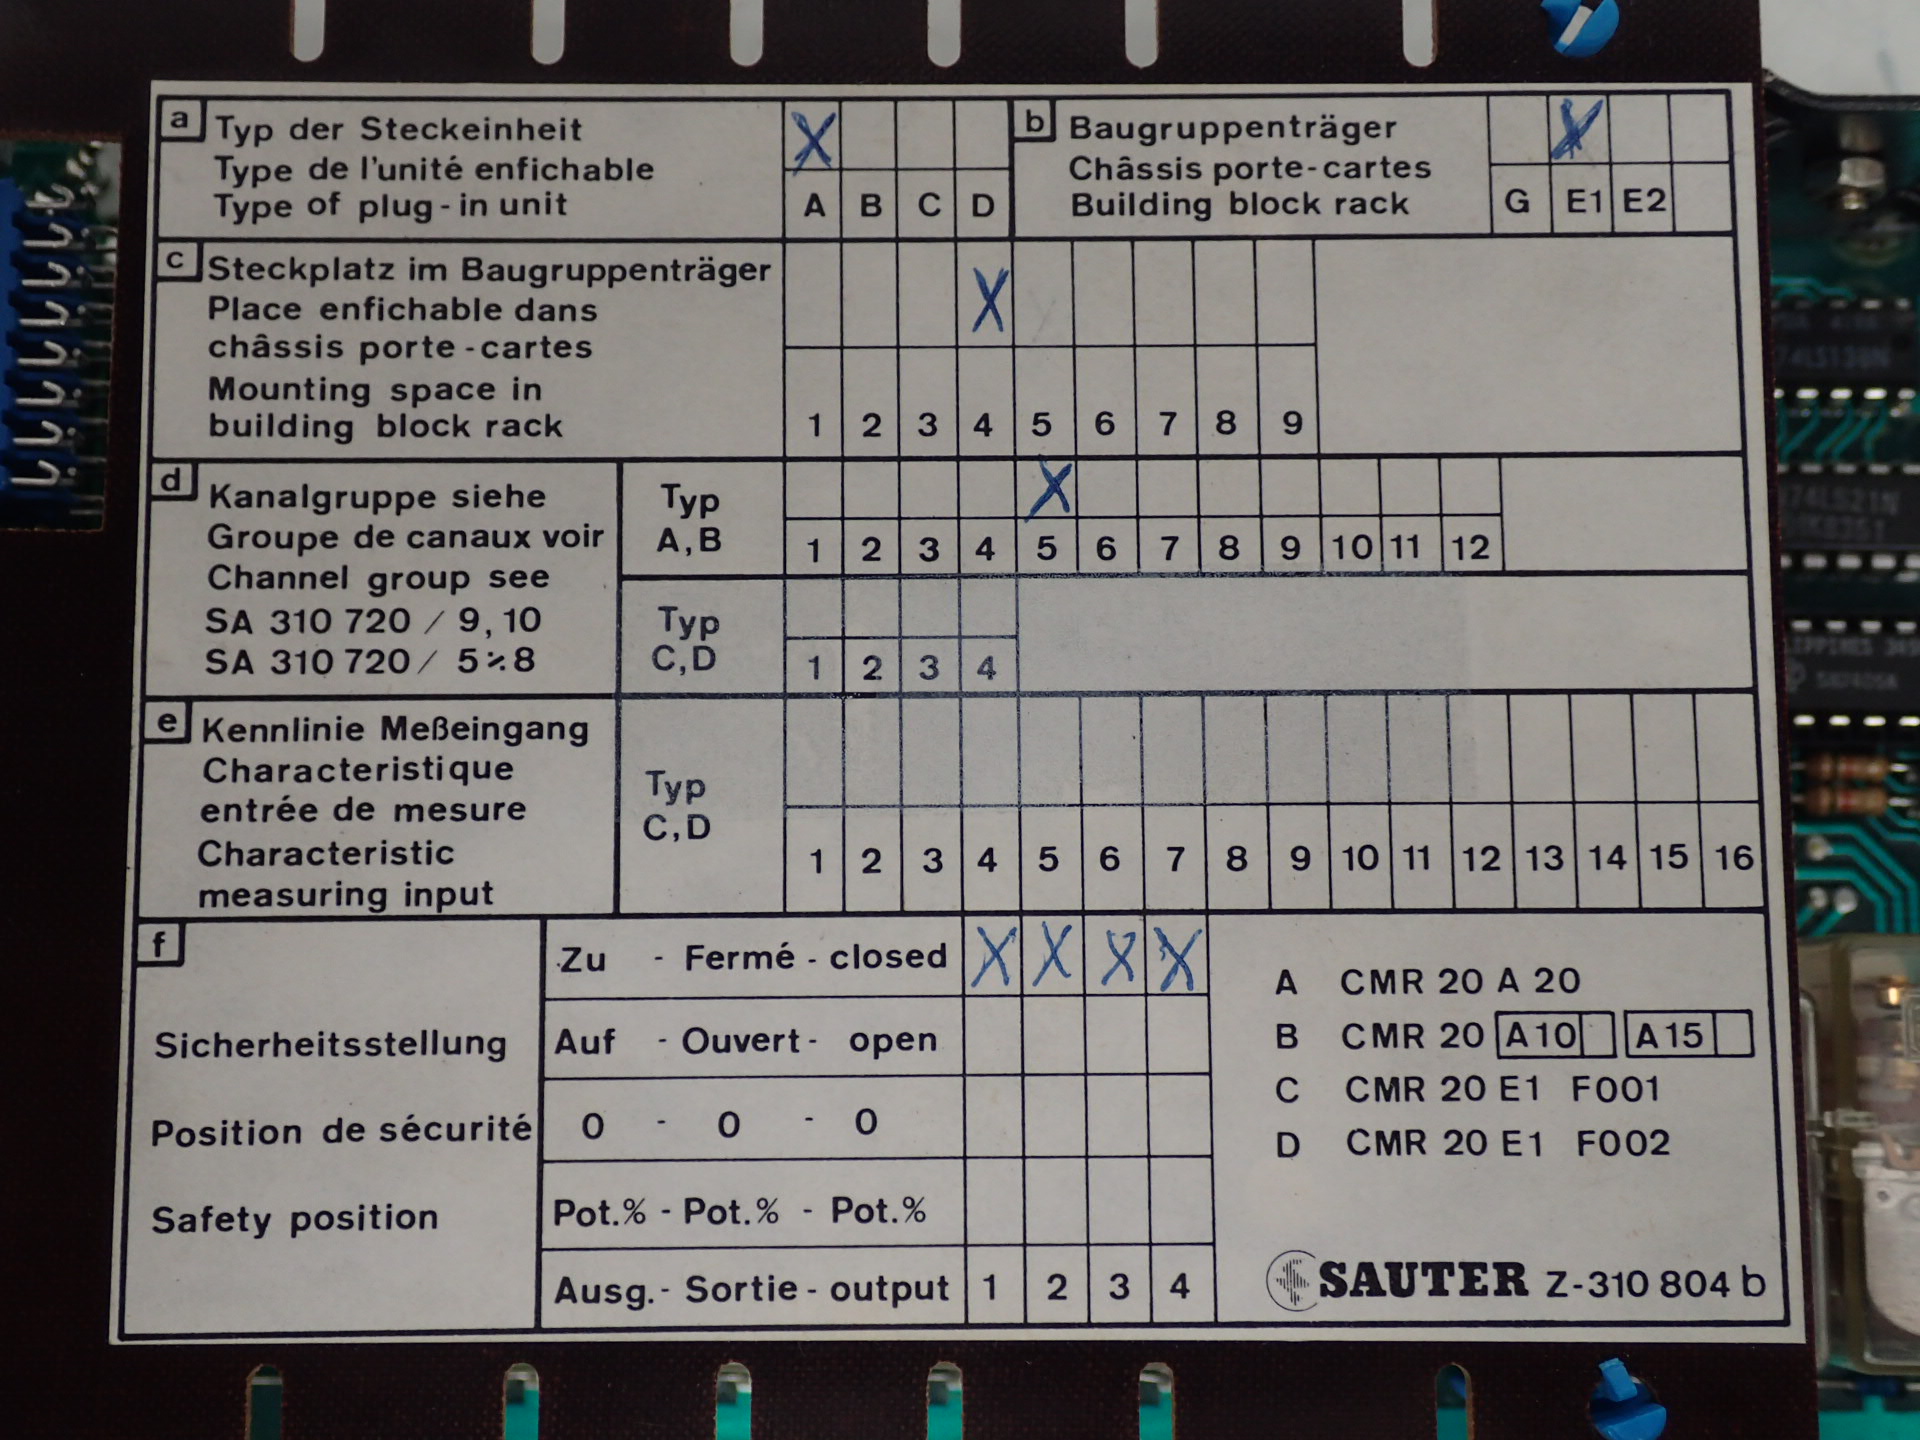 a Typ der Steckeinheit
Type de l'unité enfichable
Type of plug-in unit
X
A B C D
b Baugruppenträger
Châssis porte-cartes
Building block rack
X
G E1 E2
c Steckplatz im Baugruppenträger
Place enfichable dans
châssis porte-cartes
Mounting space in
building block rack
X
1 2 3 4 5 6 7 8 9
d Kanalgruppe siehe
Groupe de canaux voir
Channel group see
SA 310 720 / 9, 10
SA 310 720 / 5 ÷ 8
Typ
A, B
X
1 2 3 4 5 6 7 8 9 10 11 12
Typ
C, D
1 2 3 4
e Kennlinie Meßeingang
Characteristique
entrée de mesure
Characteristic
measuring input
Typ
C, D
1 2 3 4 5 6 7 8 9 10 11 12 13 14 15 16
f
Sicherheitsstellung
Position de sécurité
Safety position
Zu - Fermé - closed X X X X
Auf - Ouvert - open
0 - 0 - 0
Pot.% - Pot.% - Pot.%
Ausg. - Sortie - output 1 2 3 4
A CMR 20 A 20
B CMR 20 A10 A15
C CMR 20 E1 F001
D CMR 20 E1 F002
SAUTER Z-310 804 b
74LS138N
74LS21N